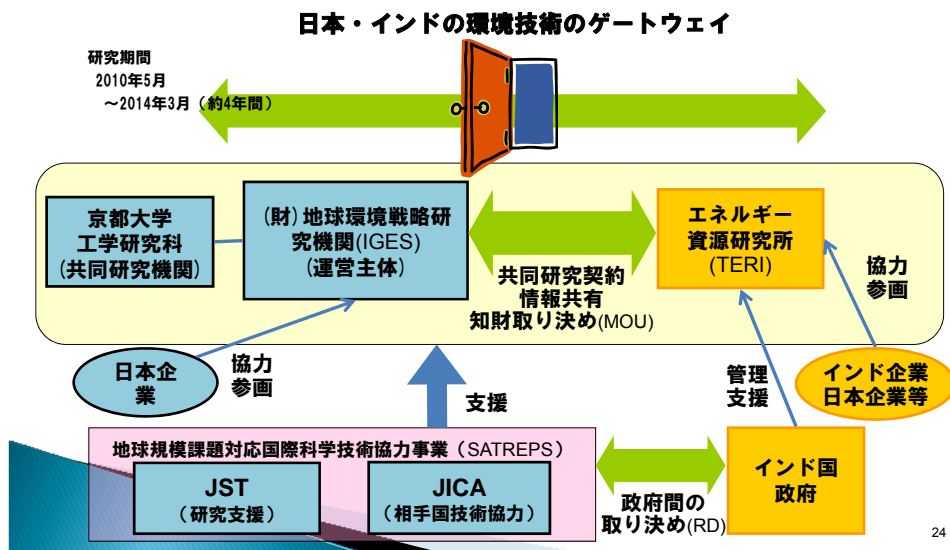 日本・インドの環境技術のゲートウェイ
研究期間
2010年5月
～2014年3月（約4年間）
京都大学
工学研究科
(共同研究機関)
(財)地球環境戦略研
究機関(IGES)
(運営主体)
共同研究契約
情報共有
知財取り決め(MOU)
エネルギー
資源研究所
(TERI)
協力
参画
日本企
業
協力
参画
支援
管理
支援
インド企業
日本企業等
地球規模課題対応国際科学技術協力事業（SATREPS）
JST
（研究支援）
JICA
（相手国技術協力）
政府間の
取り決め(RD)
インド国
政府
24